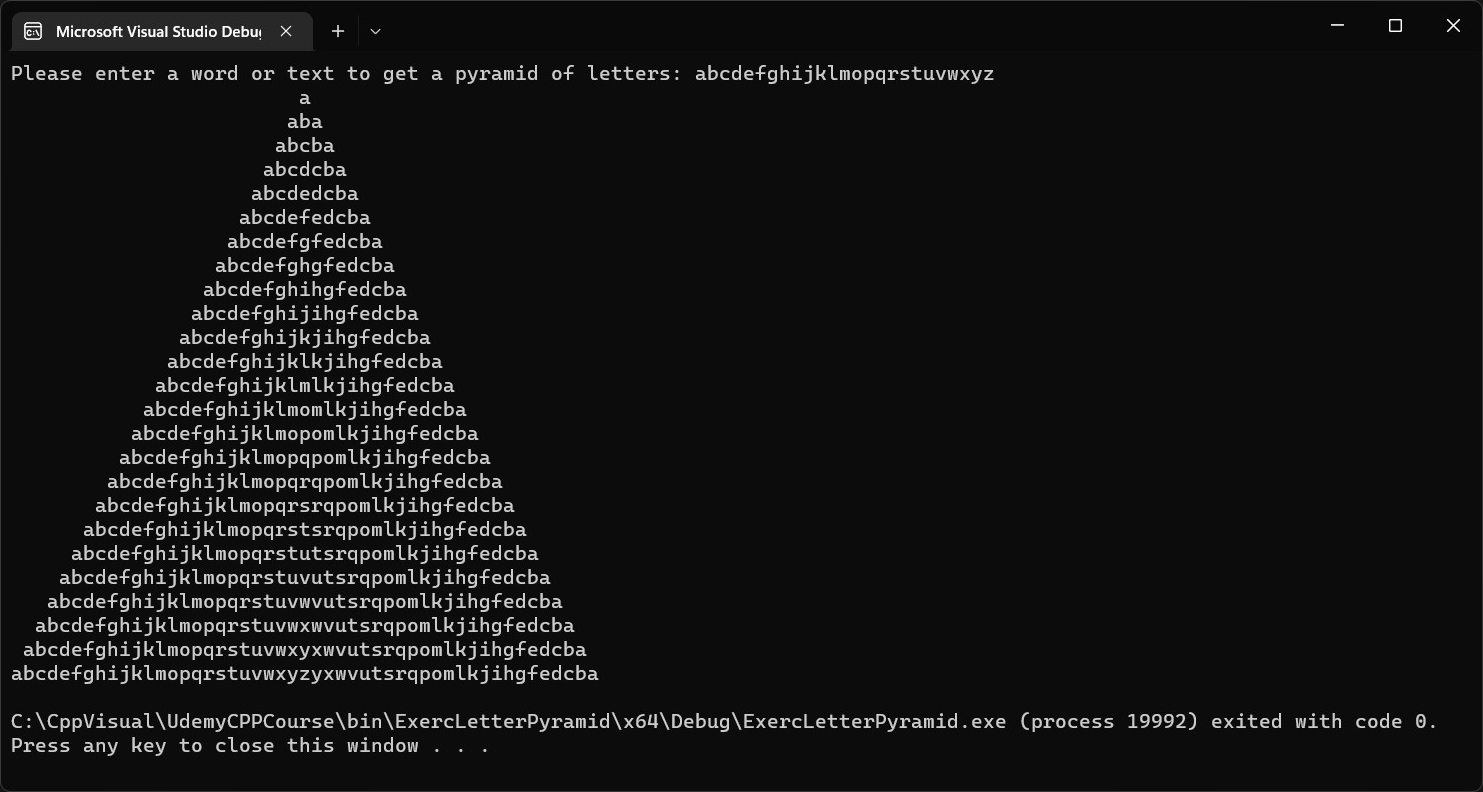 Microsoft Visual Studio Debu
Please enter a word or text to get a pyramid of letters: abcdefghijklmopqrstuvwxyz
a
aba
abcba
abcdcba
abcdedcba
abcdefedcba
abcdefgfedcba
abcdefghgfedcba
abcdefghihgfedcba
abcdefghijihgfedcba
abcdefghijkjihgfedcba
abcdefghijklkjihgfedcba
abcdefghijklmlkjihgfedcba
abcdefghijklmomlkjihgfedcba
abcdefghijklmopomlkjihgfedcba
abcdefghijklmopqpomlkjihgfedcba
abcdefghijklmopqrqpomlkjihgfedcba
abcdefghijklmopqrsrqpomlkjihgfedcba
abcdefghijklmopqrstsrqpomlkjihgfedcba
abcdefghijklmopqrstutsrqpomlkjihgfedcba
abcdefghijklmopqrstuvutsrqpomlkjihgfedcba
abcdefghijklmopqrstuvwvutsrqpomlkjihgfedcba
abcdefghijklmopqrstuvwxwvutsrqpomlkjihgfedcba
abcdefghijklmopqrstuvwxyxwvutsrqpomlkjihgfedcba
abcdefghijklmopqrstuvwxyzyxwvutsrqpomlkjihgfedcba
C:\CppVisual\UdemyCPPCourse\bin\ExercLetterPyramid\x64\Debug\ExercLetterPyramid.exe (process 19992) exited with code 0.
Press any key to close this window . . .